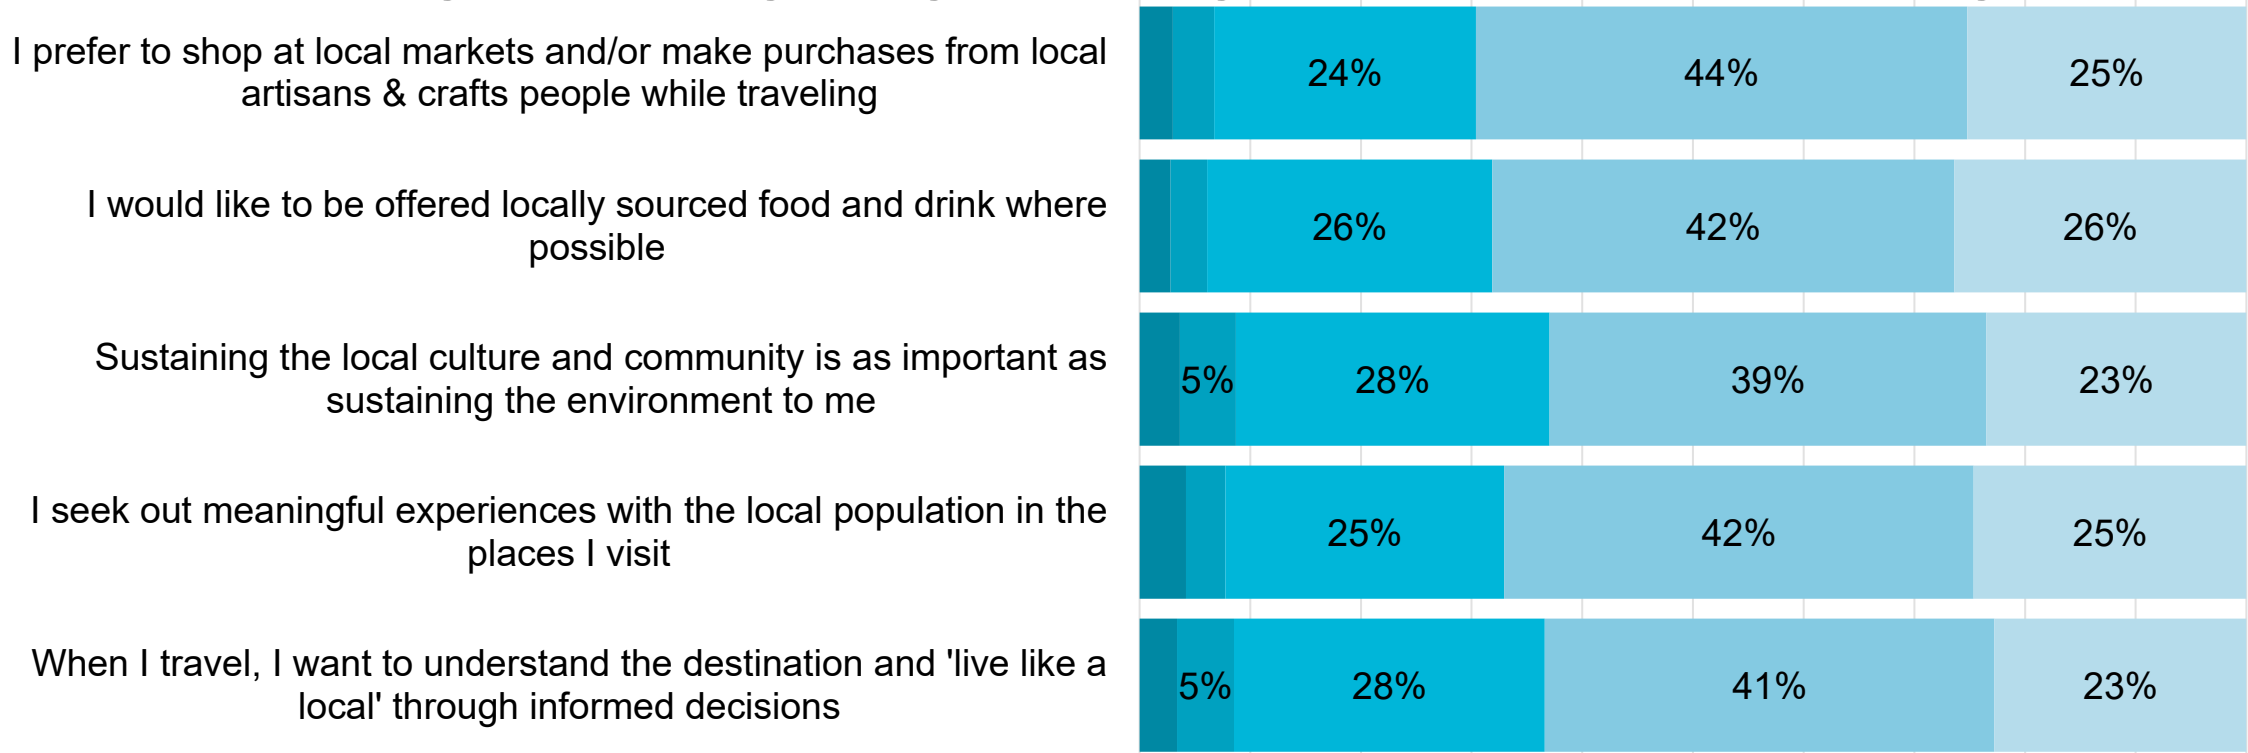 I prefer to shop at local markets and/or make purchases from local
artisans & crafts people while traveling
24% 44% 25%
I would like to be offered locally sourced food and drink where
possible
26% 42% 26%
Sustaining the local culture and community is as important as
sustaining the environment to me
5% 28% 39% 23%
I seek out meaningful experiences with the local population in the
places I visit
25% 42% 25%
When I travel, I want to understand the destination and 'live like a
local' through informed decisions
5% 28% 41% 23%